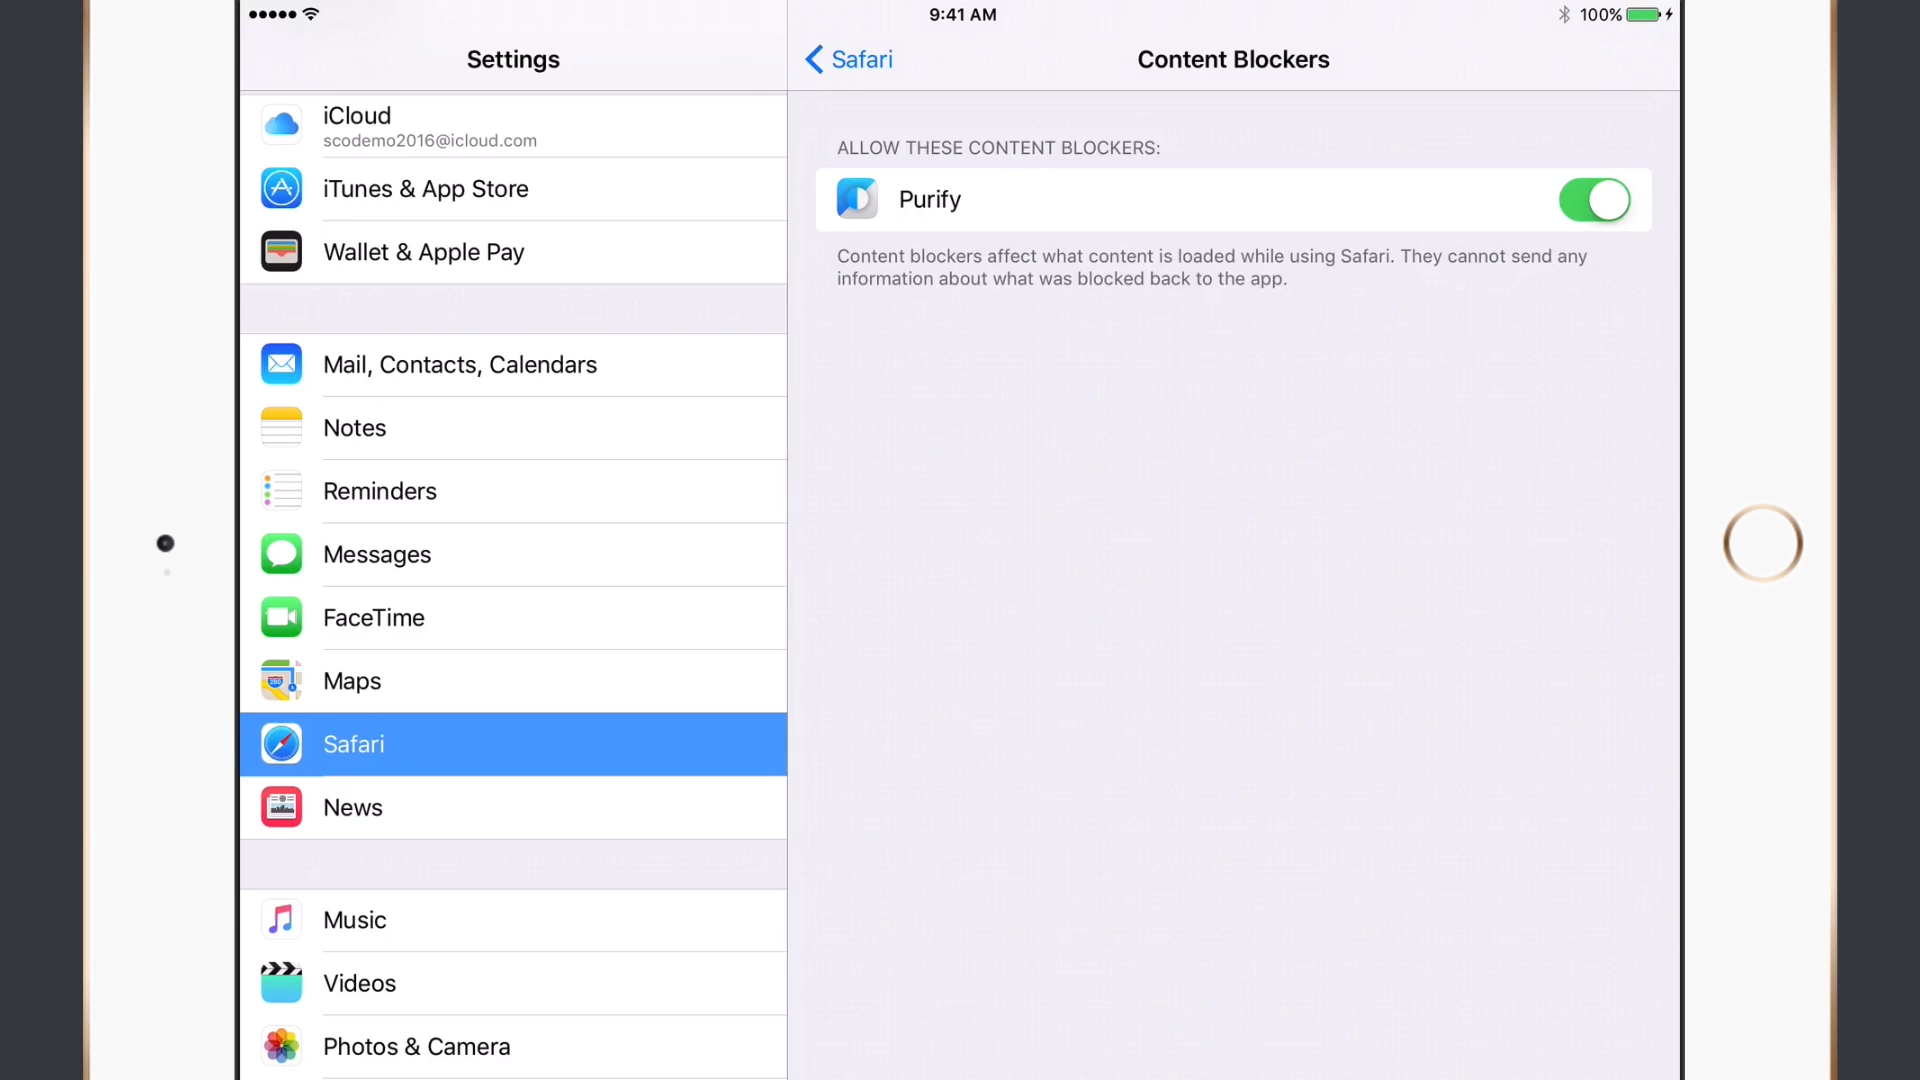 9:41 AM
100%
Settings
Safari
Content Blockers
iCloud
scodemo2016@icloud.com
iTunes & App Store
Wallet & Apple Pay
Mail, Contacts, Calendars
Notes
Reminders
Messages
FaceTime
Maps
Safari
News
Music
Videos
Photos & Camera
ALLOW THESE CONTENT BLOCKERS:
Purify
Content blockers affect what content is loaded while using Safari. They cannot send any
information about what was blocked back to the app.